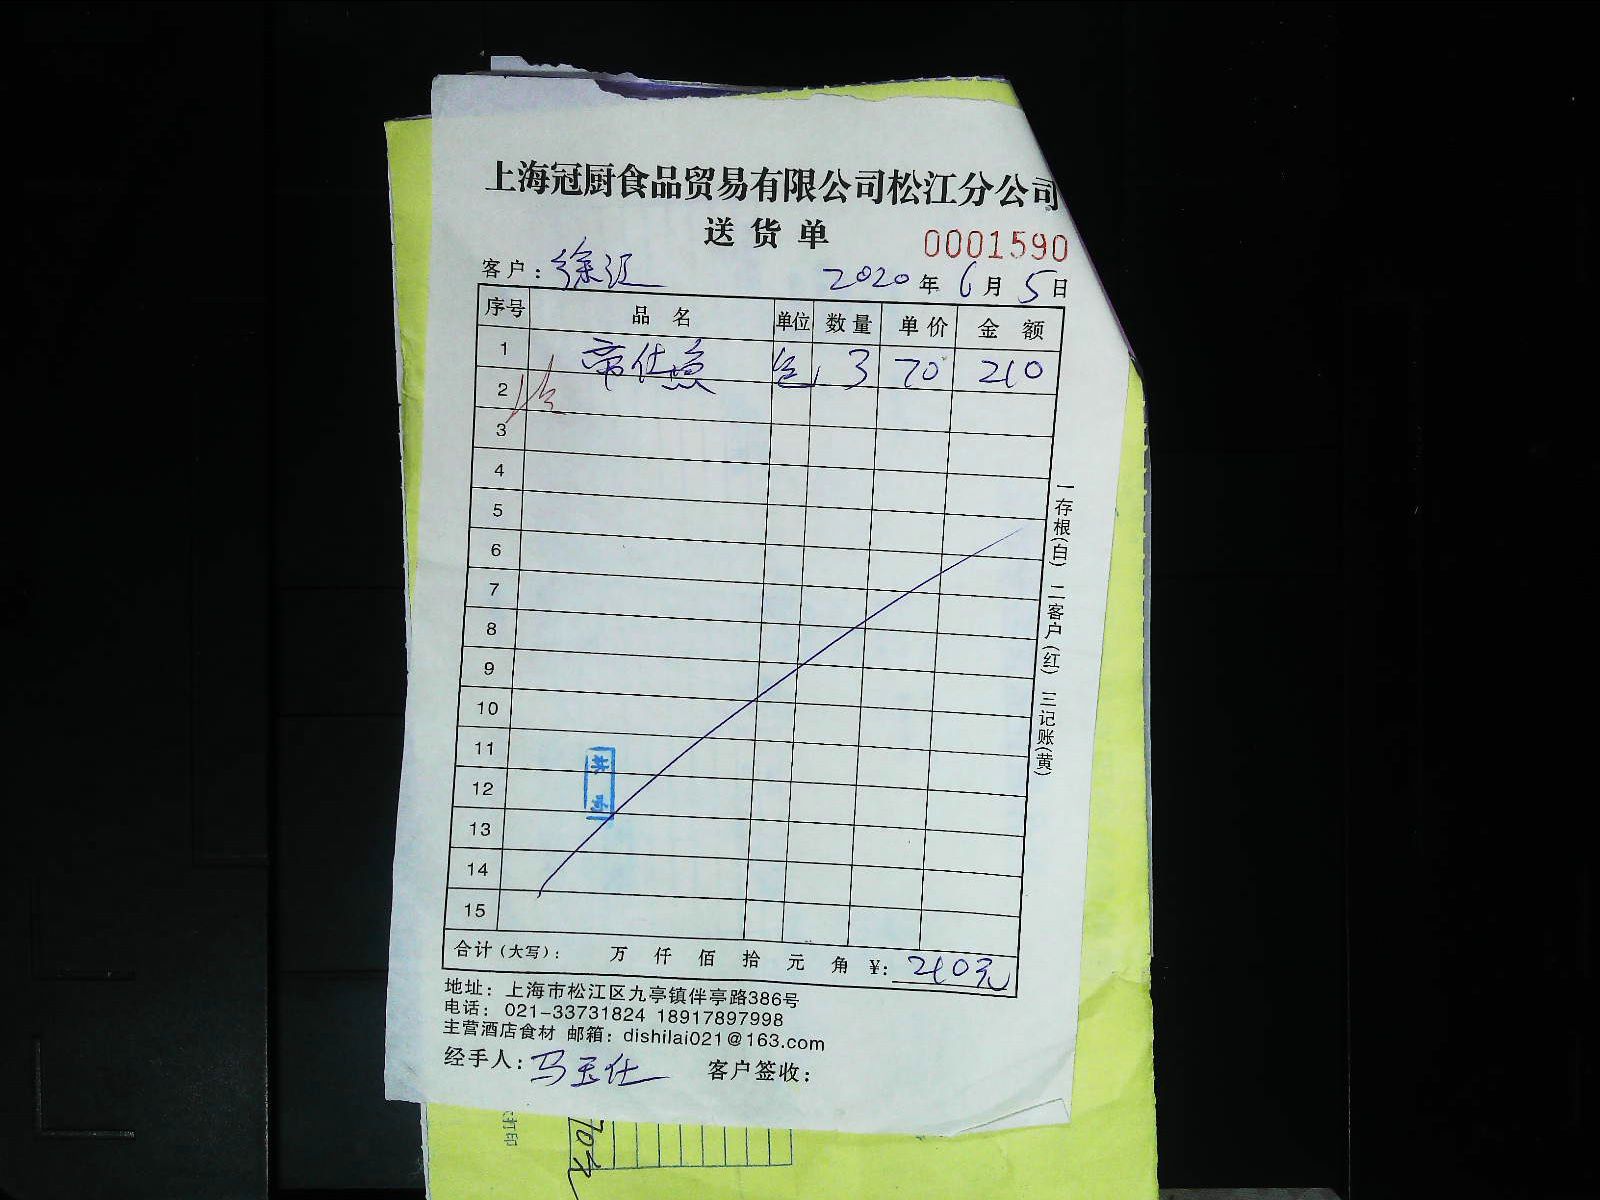 上海冠厨食品贸易有限公司松江分公司
送货单
0001590
客户：徐江 2020年6月5日
序号 品名 单位 数量 单价 金额
1 帝仕鱼 包 3 70 210
2
3
4
5
6
7
8
9
10
11
12
13
14
15
合计（大写）： 万 仟 佰 拾 元 角 ¥：210元
地址：上海市松江区九亭镇伴亭路386号
电话：021-33731824 18917897998
主营酒店食材 邮箱：dishilai021@163.com
经手人：马玉仕 客户签收：
一存根(白) 二客户(红) 三记账(黄)